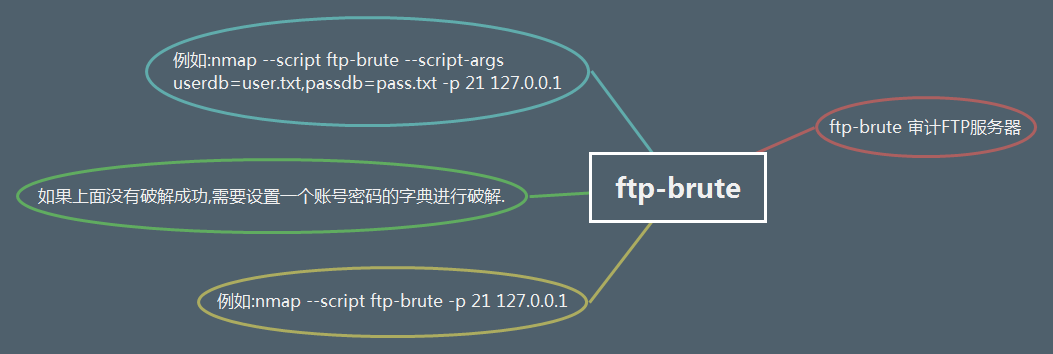 例如:nmap --script ftp-brute --script-args
userdb=user.txt,passdb=pass.txt -p 21 127.0.0.1
ftp-brute 审计FTP服务器
ftp-brute
如果上面没有破解成功,需要设置一个账号密码的字典进行破解.
例如:nmap --script ftp-brute -p 21 127.0.0.1